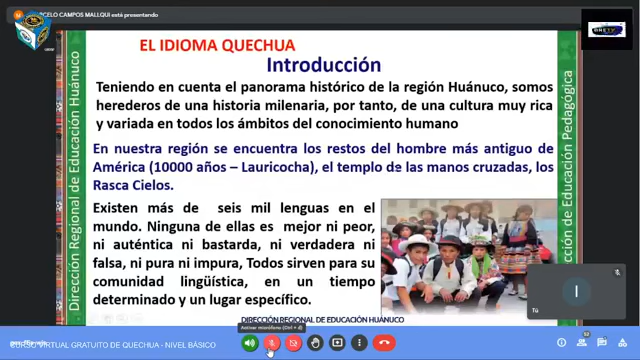 CELO CAMPOS MALLQUI está presentando
EL IDIOMA QUECHUA
Introducción
Teniendo en cuenta el panorama histórico de la región Huánuco, somos
herederos de una historia milenaria, por tanto, de una cultura muy rica
y variada en todos los ámbitos del conocimiento humano
En nuestra región se encuentra los restos del hombre más antiguo de
América (10000 años – Lauricocha), el templo de las manos cruzadas, los
Rasca Cielos.
Existen más de seis mil lenguas en el
mundo. Ninguna de ellas es mejor ni peor,
ni auténtica ni bastarda, ni verdadera ni
falsa, ni pura ni impura, Todos sirven para su
comunidad lingüística, en un tiempo
determinado y un lugar específico.
Dirección Regional de Educación Huánuco
Dirección de Educación Pedagógica
I
Tú
DIRECCIÓN REGIONAL DE EDUCACIÓN HUÁNUCO
Activar micrófono (Ctrl + d)
CURSO VIRTUAL GRATUITO DE QUECHUA - NIVEL BÁSICO